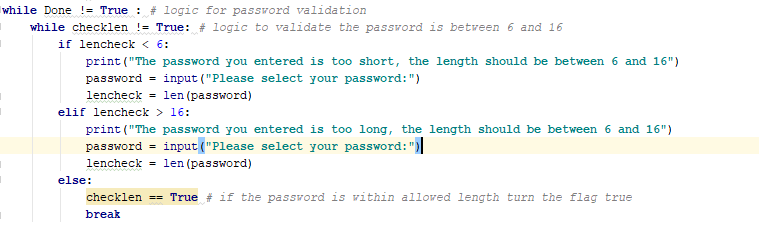 while Done != True : # logic for password validation
    while checklen != True: # logic to validate the password is between 6 and 16
        if lencheck < 6:
            print("The password you entered is too short, the length should be between 6 and 16")
            password = input("Please select your password:")
            lencheck = len(password)
        elif lencheck > 16:
            print("The password you entered is too long, the length should be between 6 and 16")
            password = input("Please select your password:")
            lencheck = len(password)
        else:
            checklen == True # if the password is within allowed length turn the flag true
            break